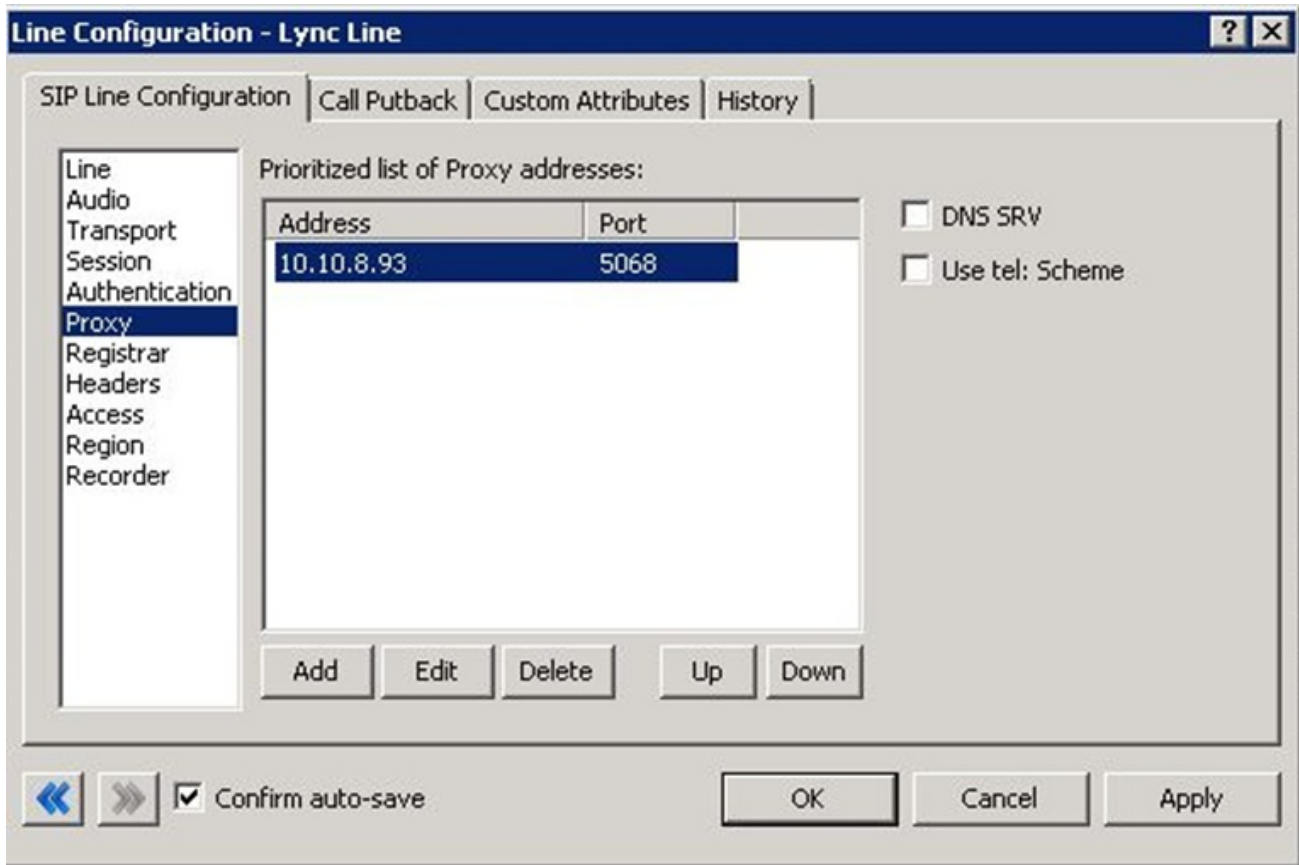 Line Configuration - Lync Line
SIP Line Configuration
Call Putback
Custom Attributes
History
Line
Audio
Transport
Session
Authentication
Proxy
Registrar
Headers
Access
Region
Recorder
Prioritized list of Proxy addresses:
Address Port
10.10.8.93 5068
DNS SRV
Use tel: Scheme
Add
Edit
Delete
Up
Down
Confirm auto-save
OK
Cancel
Apply